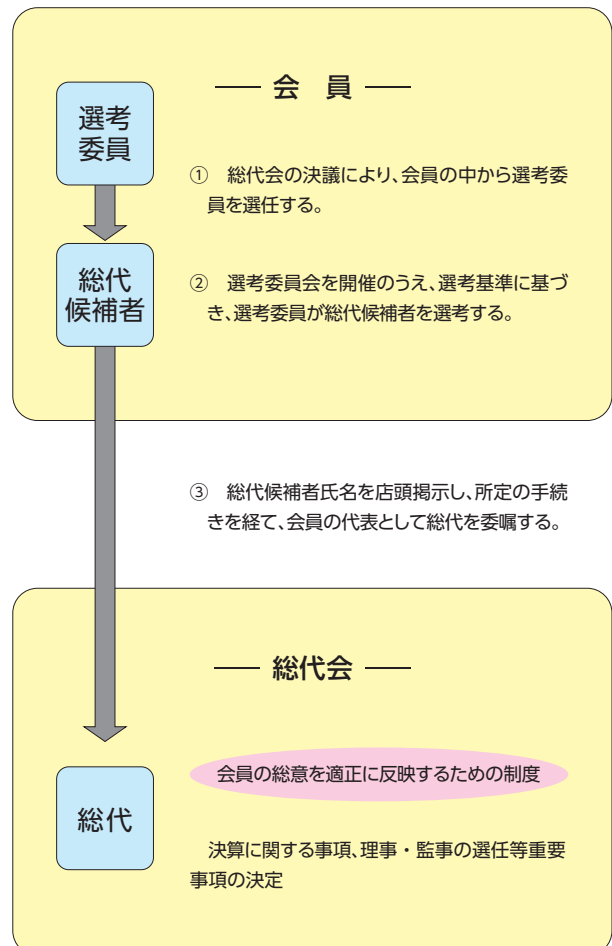 ― 会 員 ―
選考
委員
① 総代会の決議により、会員の中から選考委
員を選任する。
総代
候補者
② 選考委員会を開催のうえ、選考基準に基づ
き、選考委員が総代候補者を選考する。
③ 総代候補者氏名を店頭掲示し、所定の手続
きを経て、会員の代表として総代を委嘱する。
― 総代会 ―
会員の総意を適正に反映するための制度
総代
決算に関する事項、理事・監事の選任等重要
事項の決定